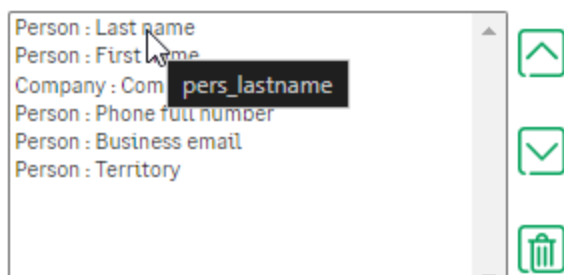 Person : Last name
Person : First
Company : Com
pers_lastname
Person : Phone full number
Person : Business email
Person : Territory